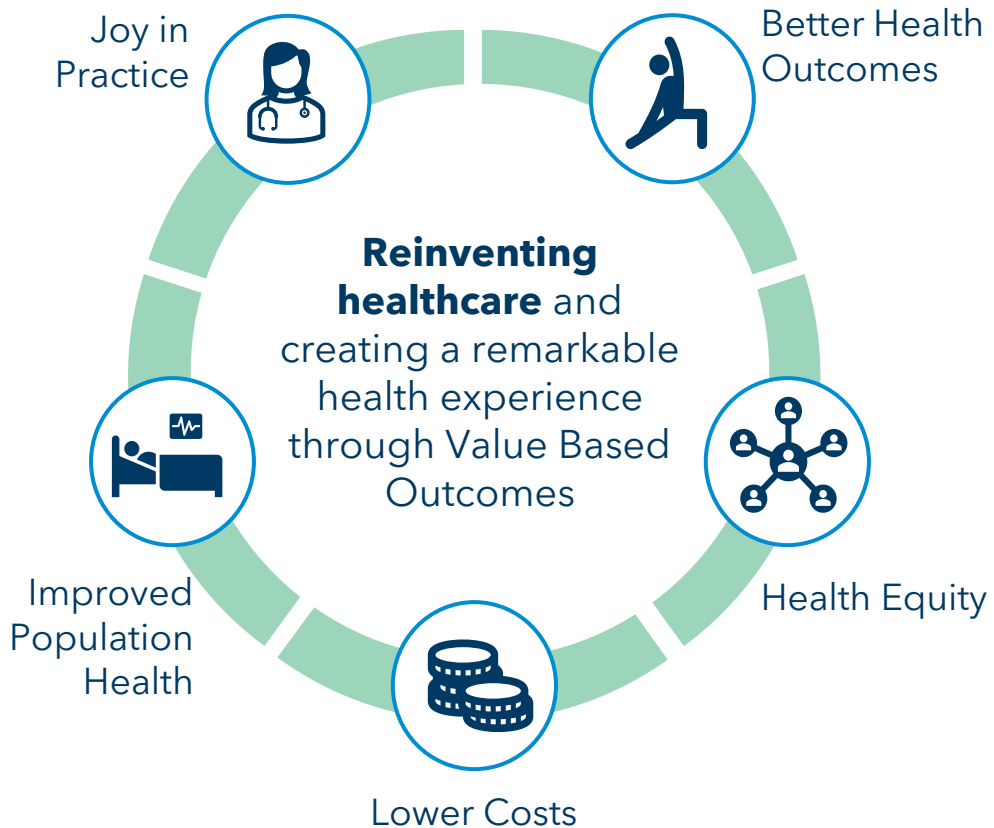 Joy in
Practice
Better Health
Outcomes
Reinventing
healthcare and
creating a remarkable
health experience
through Value Based
Outcomes
Improved
Population
Health
Health Equity
Lower Costs